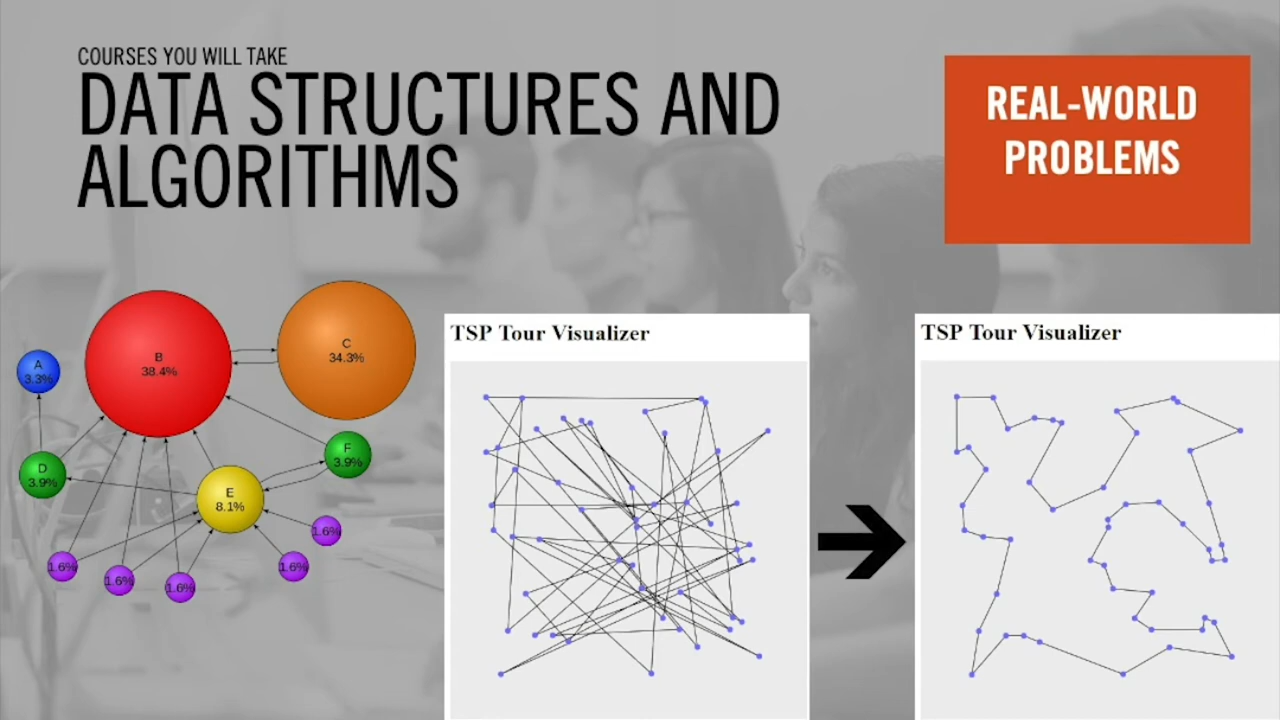 COURSES YOU WILL TAKE
DATA STRUCTURES AND
ALGORITHMS
REAL-WORLD
PROBLEMS
A
3.3%
B
38.4%
C
34.3%
D
3.9%
E
8.1%
F
3.9%
1.6%
1.6%
1.6%
1.6%
1.6%
TSP Tour Visualizer
TSP Tour Visualizer